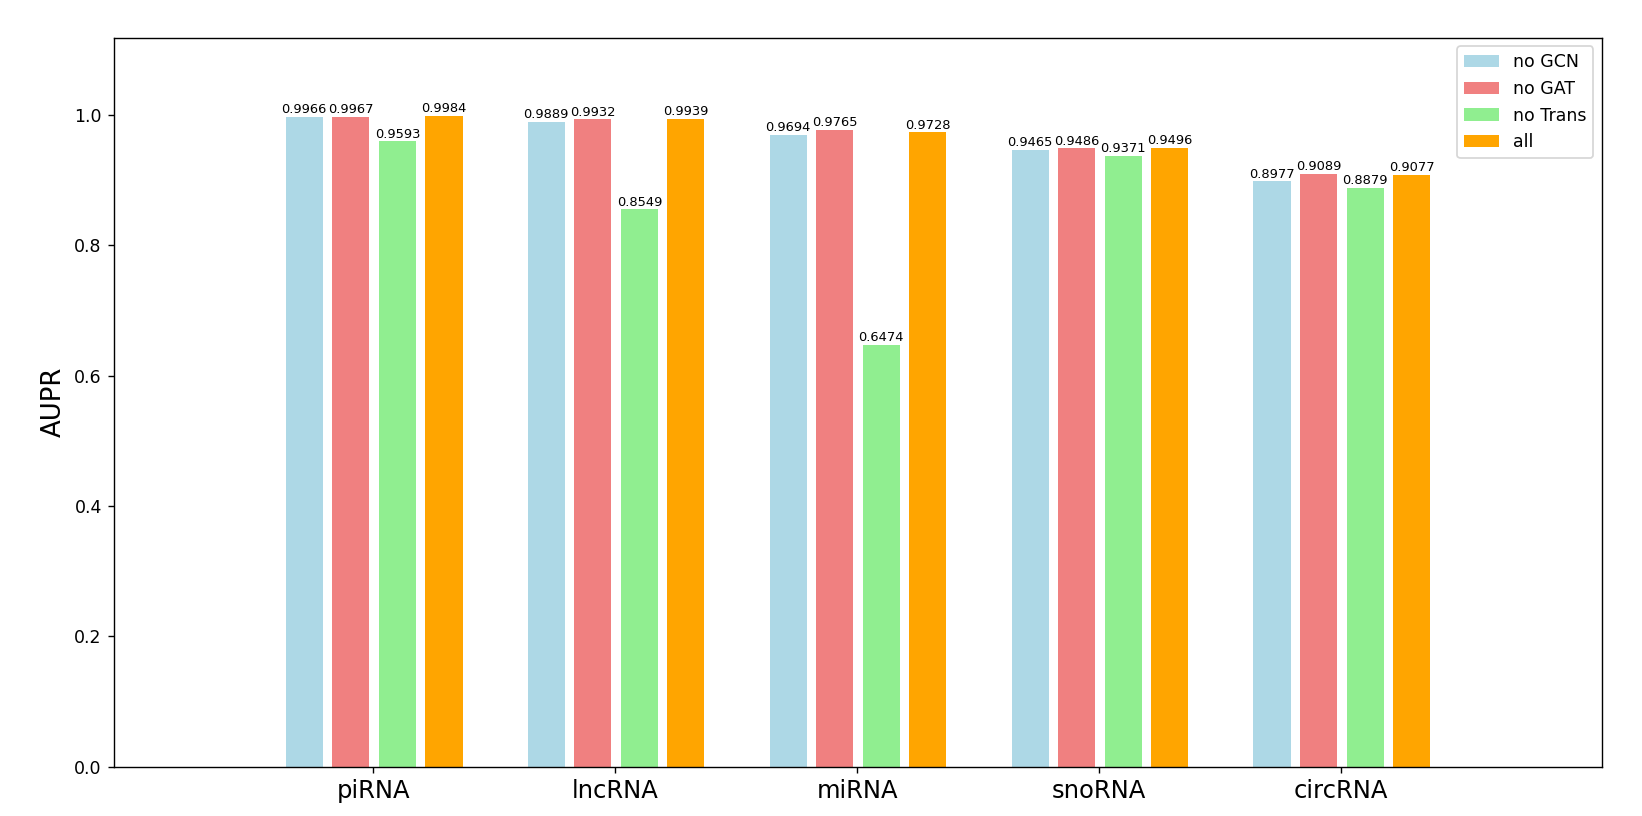 no GCN
no GAT
no Trans
all
AUPR
1.0
0.8
0.6
0.4
0.2
0.0
0.9966 0.9967 0.9593 0.9984
0.9889 0.9932 0.8549 0.9939
0.9694 0.9765 0.6474 0.9728
0.9465 0.9486 0.9371 0.9496
0.8977 0.9089 0.8879 0.9077
piRNA lncRNA miRNA snoRNA circRNA